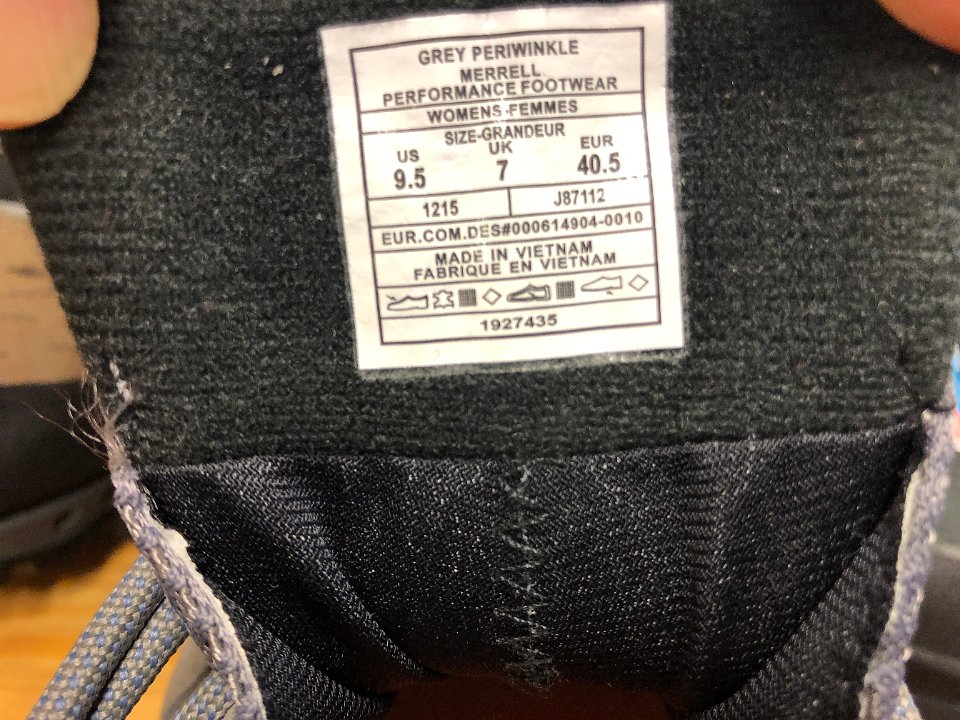 GREY PERIWINKLE
MERRELL
PERFORMANCE FOOTWEAR
WOMENS-FEMMES
SIZE-GRANDEUR
US UK EUR
9.5 7 40.5
1215 J87112
EUR.COM.DES#000614904-0010
MADE IN VIETNAM
FABRIQUE EN VIETNAM
1927435